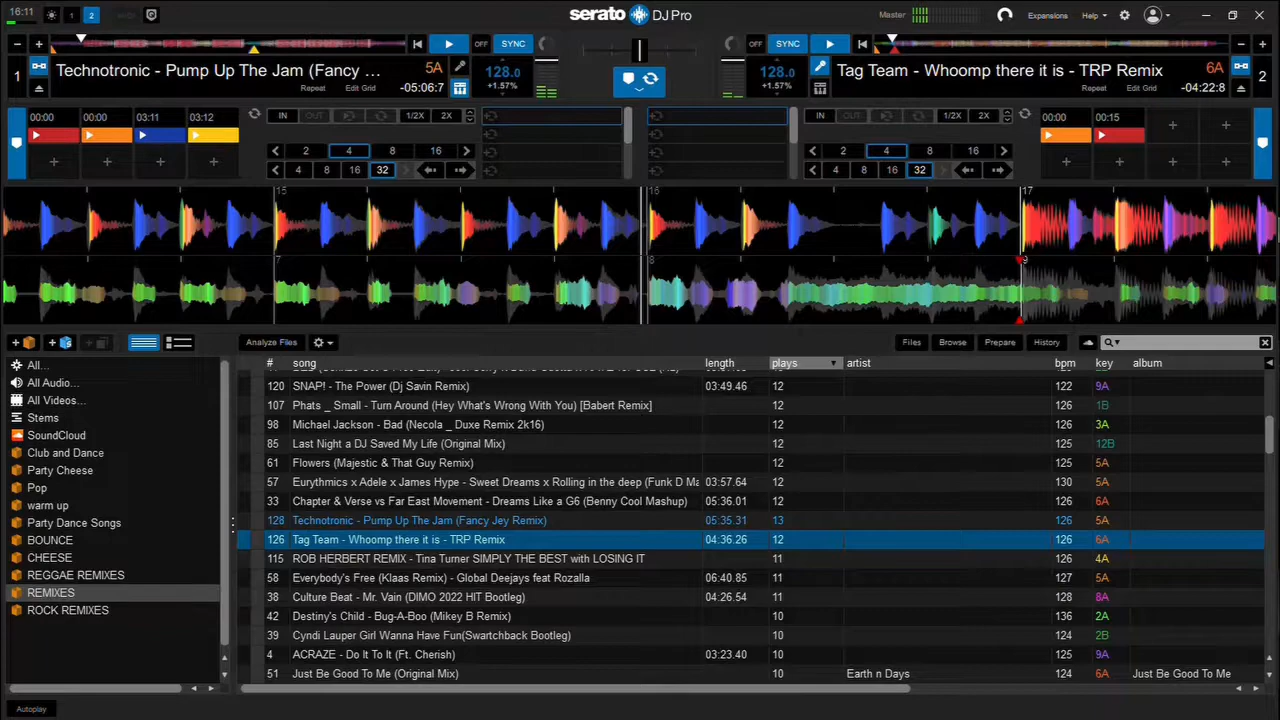 16:11 1 2 serato DJ Pro Master Expansions Help
OFF SYNC OFF SYNC
1 Technotronic - Pump Up The Jam (Fancy ... 5A 128.0 128.0 Tag Team - Whoomp there it is - TRP Remix 6A 2
Repeat Edit Grid -05:06:7 +1.57% +1.57% Repeat Edit Grid -04:22:8
00:00 00:00 03:11 03:12 IN OUT 1/2X 2X IN OUT 1/2X 2X 00:00 00:15
2 4 8 16 2 4 8 16
4 8 16 32 4 8 16 32
15 16 17
7 8 9
Analyze Files Files Browse Prepare History
# song length plays artist bpm key album
All...
All Audio...
All Videos...
Stems
SoundCloud
Club and Dance
Party Cheese
Pop
warm up
Party Dance Songs
BOUNCE
CHEESE
REGGAE REMIXES
REMIXES
ROCK REMIXES
120 SNAP! - The Power (Dj Savin Remix) 03:49.46 12 122 9A
107 Phats _ Small - Turn Around (Hey What's Wrong With You) [Babert Remix] 12 126 1B
98 Michael Jackson - Bad (Necola _ Duxe Remix 2k16) 12 126 3A
85 Last Night a DJ Saved My Life (Original Mix) 12 125 12B
61 Flowers (Majestic & That Guy Remix) 12 125 5A
57 Eurythmics x Adele x James Hype - Sweet Dreams x Rolling in the deep (Funk D Ma 03:57.64 12 130 5A
33 Chapter & Verse vs Far East Movement - Dreams Like a G6 (Benny Cool Mashup) 05:36.01 12 126 6A
128 Technotronic - Pump Up The Jam (Fancy Jey Remix) 05:35.31 13 126 5A
126 Tag Team - Whoomp there it is - TRP Remix 04:36.26 12 126 6A
115 ROB HERBERT REMIX - Tina Turner SIMPLY THE BEST with LOSING IT 11 126 4A
58 Everybody's Free (Klaas Remix) - Global Deejays feat Rozalla 06:40.85 11 127 5A
38 Culture Beat - Mr. Vain (DIMO 2022 HIT Bootleg) 04:26.54 11 128 8A
42 Destiny's Child - Bug-A-Boo (Mikey B Remix) 10 136 2A
39 Cyndi Lauper Girl Wanna Have Fun(Swartchback Bootleg) 10 124 2B
4 ACRAZE - Do It To It (Ft. Cherish) 03:23.40 10 125 9A
51 Just Be Good To Me (Original Mix) 10 Earth n Days 124 6A Just Be Good To Me
Autoplay